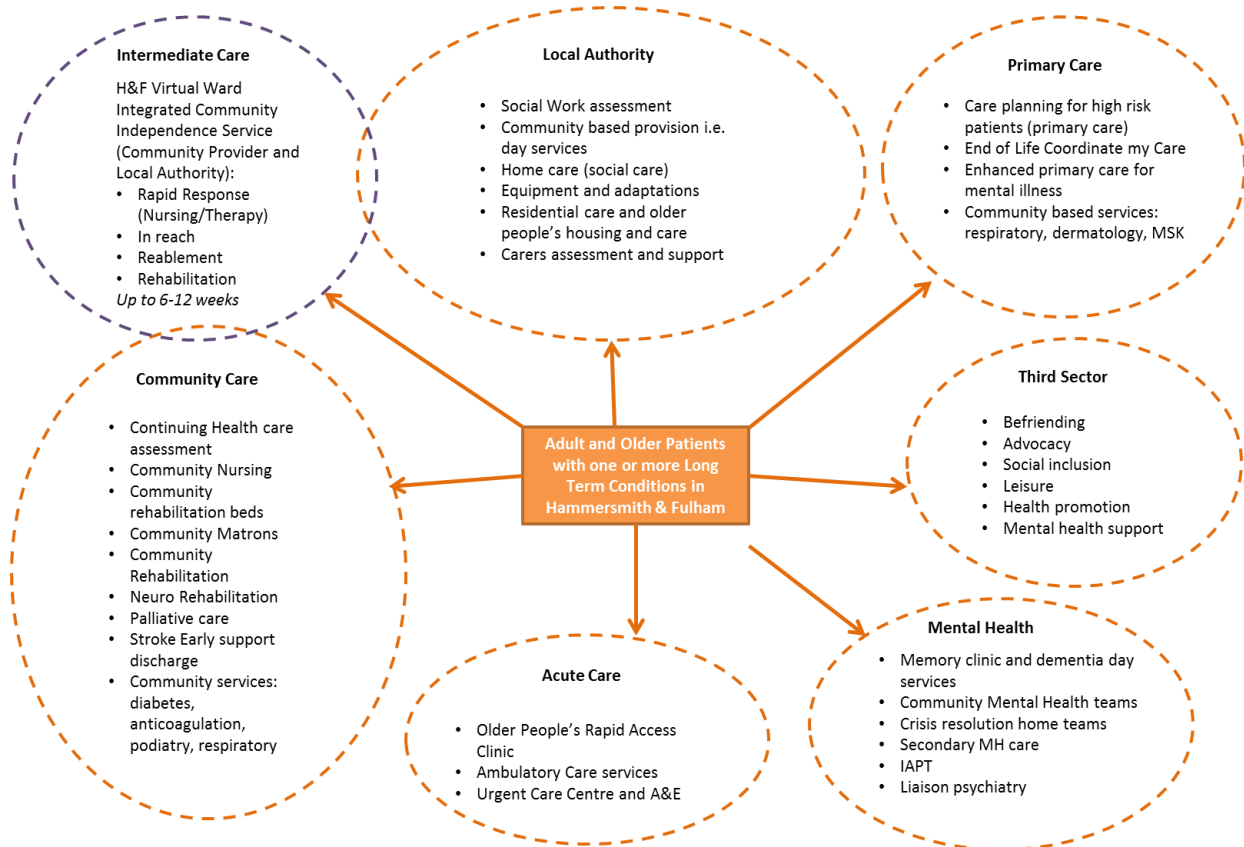 Intermediate Care
H&F Virtual Ward
Integrated Community
Independence Service
(Community Provider and
Local Authority):
• Rapid Response
(Nursing/Therapy)
• In reach
• Reablement
• Rehabilitation
Up to 6-12 weeks
Local Authority
• Social Work assessment
• Community based provision i.e.
day services
• Home care (social care)
• Equipment and adaptations
• Residential care and older
people's housing and care
• Carers assessment and support
Primary Care
• Care planning for high risk
patients (primary care)
• End of Life Coordinate my Care
• Enhanced primary care for
mental illness
• Community based services:
respiratory, dermatology, MSK
Community Care
• Continuing Health care
assessment
• Community Nursing
• Community
rehabilitation beds
• Community Matrons
• Community
Rehabilitation
• Neuro Rehabilitation
• Palliative care
• Stroke Early support
discharge
• Community services:
diabetes,
anticoagulation,
podiatry, respiratory
Adult and Older Patients
with one or more Long
Term Conditions in
Hammersmith & Fulham
Third Sector
• Befriending
• Advocacy
• Social inclusion
• Leisure
• Health promotion
• Mental health support
Acute Care
• Older People's Rapid Access
Clinic
• Ambulatory Care services
• Urgent Care Centre and A&E
Mental Health
• Memory clinic and dementia day
services
• Community Mental Health teams
• Crisis resolution home teams
• Secondary MH care
• IAPT
• Liaison psychiatry